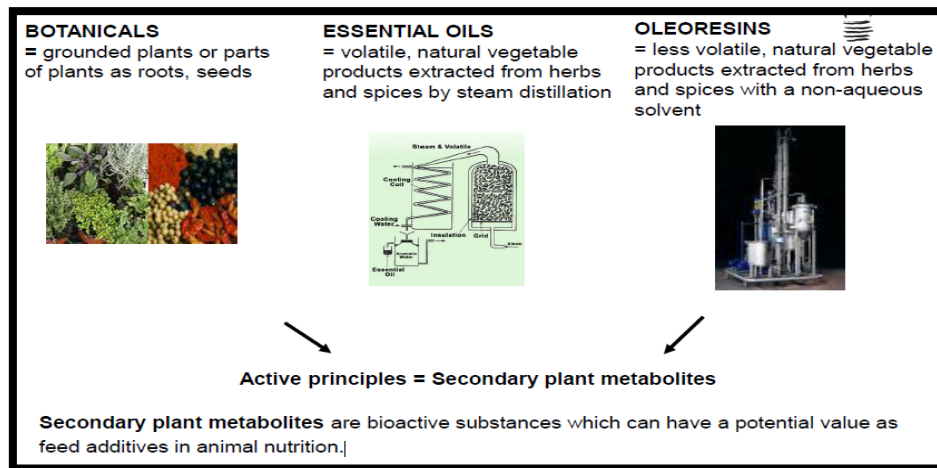 BOTANICALS
= grounded plants or parts
of plants as roots, seeds
ESSENTIAL OILS
= volatile, natural vegetable
products extracted from herbs
and spices by steam distillation
OLEORESINS
= less volatile, natural vegetable
products extracted from herbs
and spices with a non-aqueous
solvent
Steam & Volatile
Cooling
Coil
Cooling
Water
Insulation
Grid
Steam
Aromatic
Water
Essential
Oil
Active principles = Secondary plant metabolites
Secondary plant metabolites are bioactive substances which can have a potential value as
feed additives in animal nutrition.